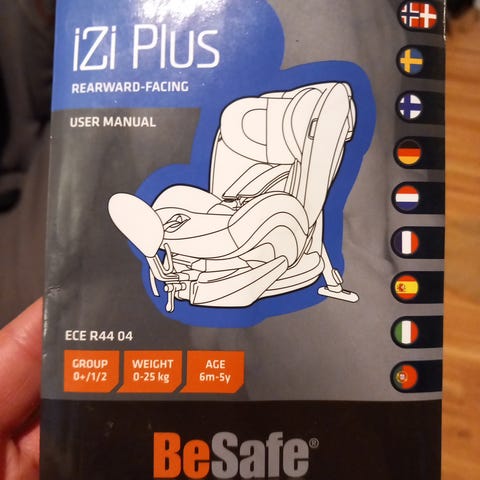 iZi Plus
REARWARD-FACING
USER MANUAL
ECE R44 04
GROUP
0+/1/2
WEIGHT
0-25 kg
AGE
6m-5y
BeSafe®